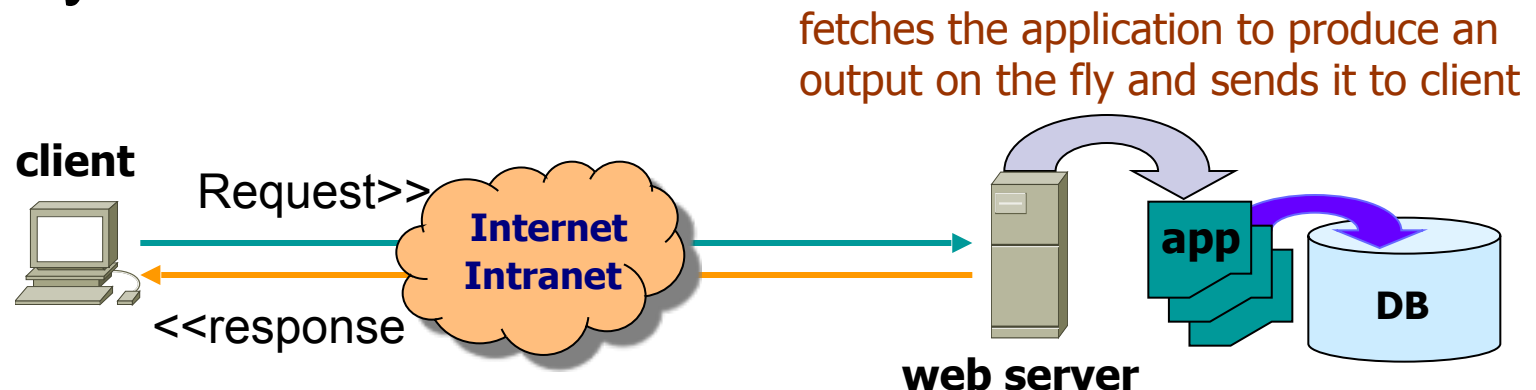 fetches the application to produce an
output on the fly and sends it to client
client
Request>>
Internet
Intranet
app
DB
<<response
web server